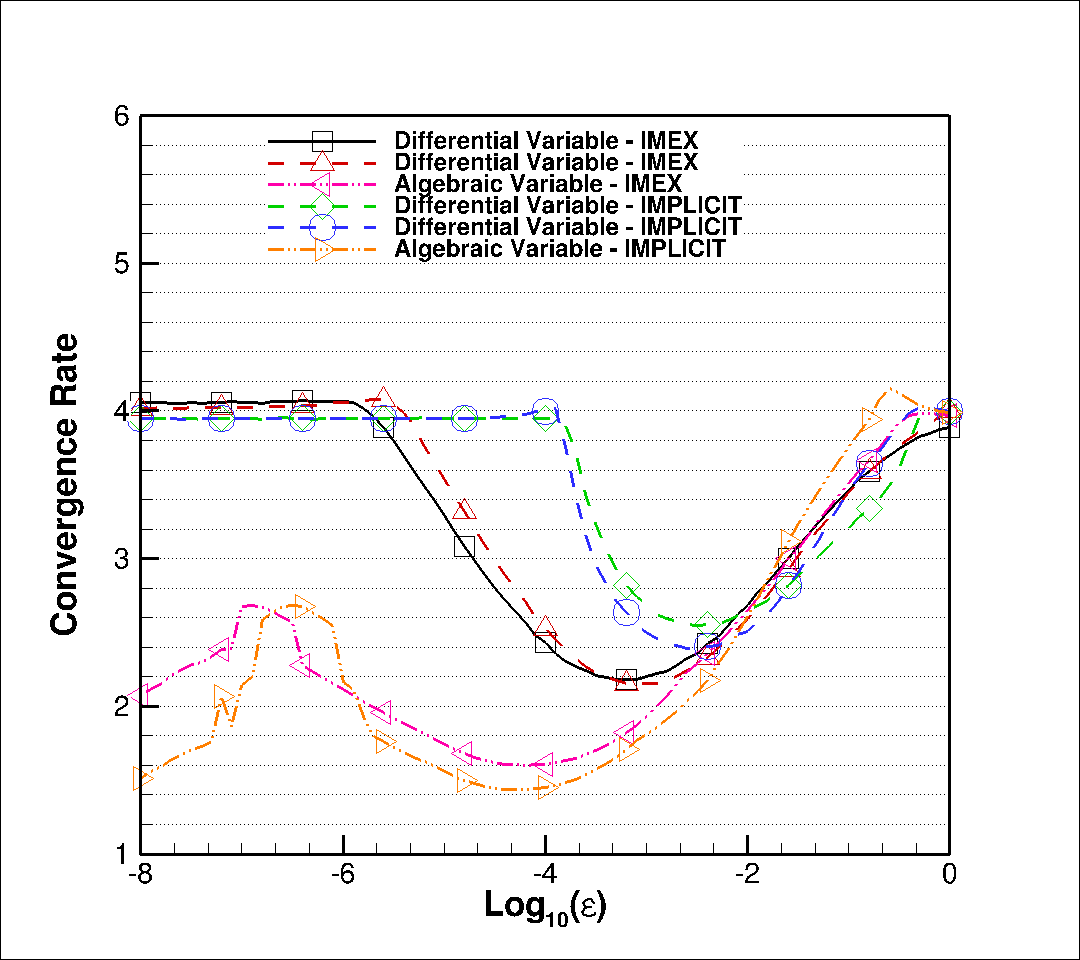 6
5
4
3
2
1
Convergence Rate
Differential Variable - IMEX
Differential Variable - IMEX
Algebraic Variable - IMEX
Differential Variable - IMPLICIT
Differential Variable - IMPLICIT
Algebraic Variable - IMPLICIT
-8 -6 -4 -2 0
Log10(ε)